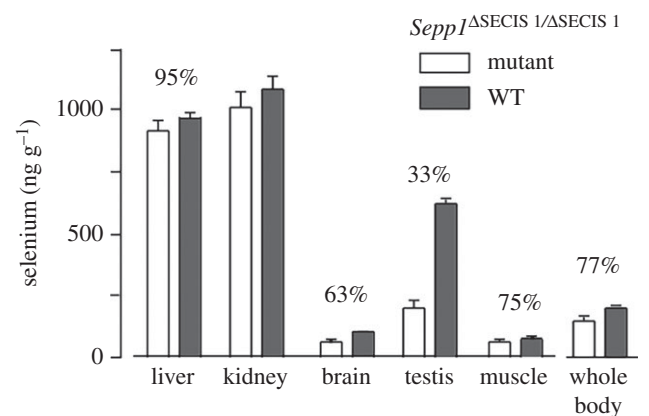 Sepp1ΔSECIS 1/ΔSECIS 1
mutant
WT
selenium (ng g–1)
1000
500
0
95%
63%
33%
75%
77%
liver kidney brain testis muscle whole
body